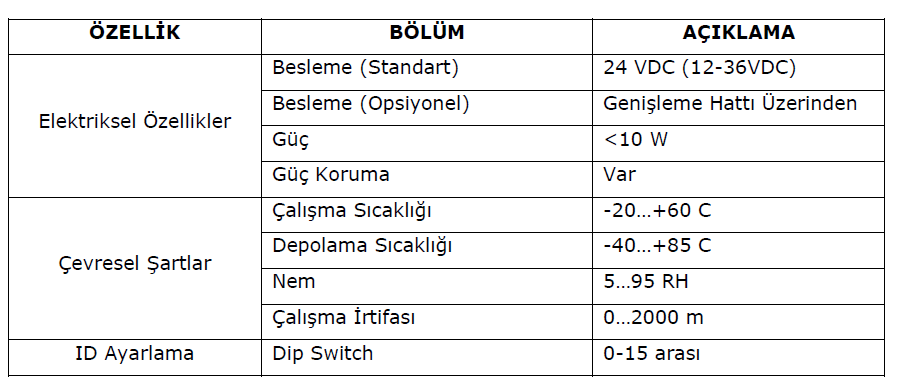 ÖZELLİK BÖLÜM AÇIKLAMA
Elektriksel Özellikler
Besleme (Standart) 24 VDC (12-36VDC)
Besleme (Opsiyonel) Genişleme Hattı Üzerinden
Güç <10 W
Güç Koruma Var
Çevresel Şartlar
Çalışma Sıcaklığı -20…+60 C
Depolama Sıcaklığı -40…+85 C
Nem 5…95 RH
Çalışma İrtifası 0…2000 m
ID Ayarlama Dip Switch 0-15 arası